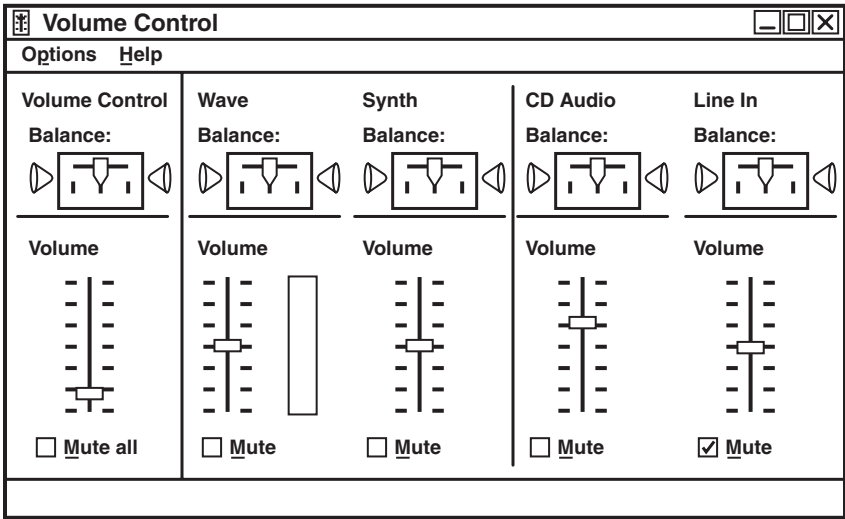 Volume Control
Options Help
Volume Control Wave Synth CD Audio Line In
Balance: Balance: Balance: Balance: Balance:
Volume Volume Volume Volume Volume
Mute all Mute Mute Mute Mute